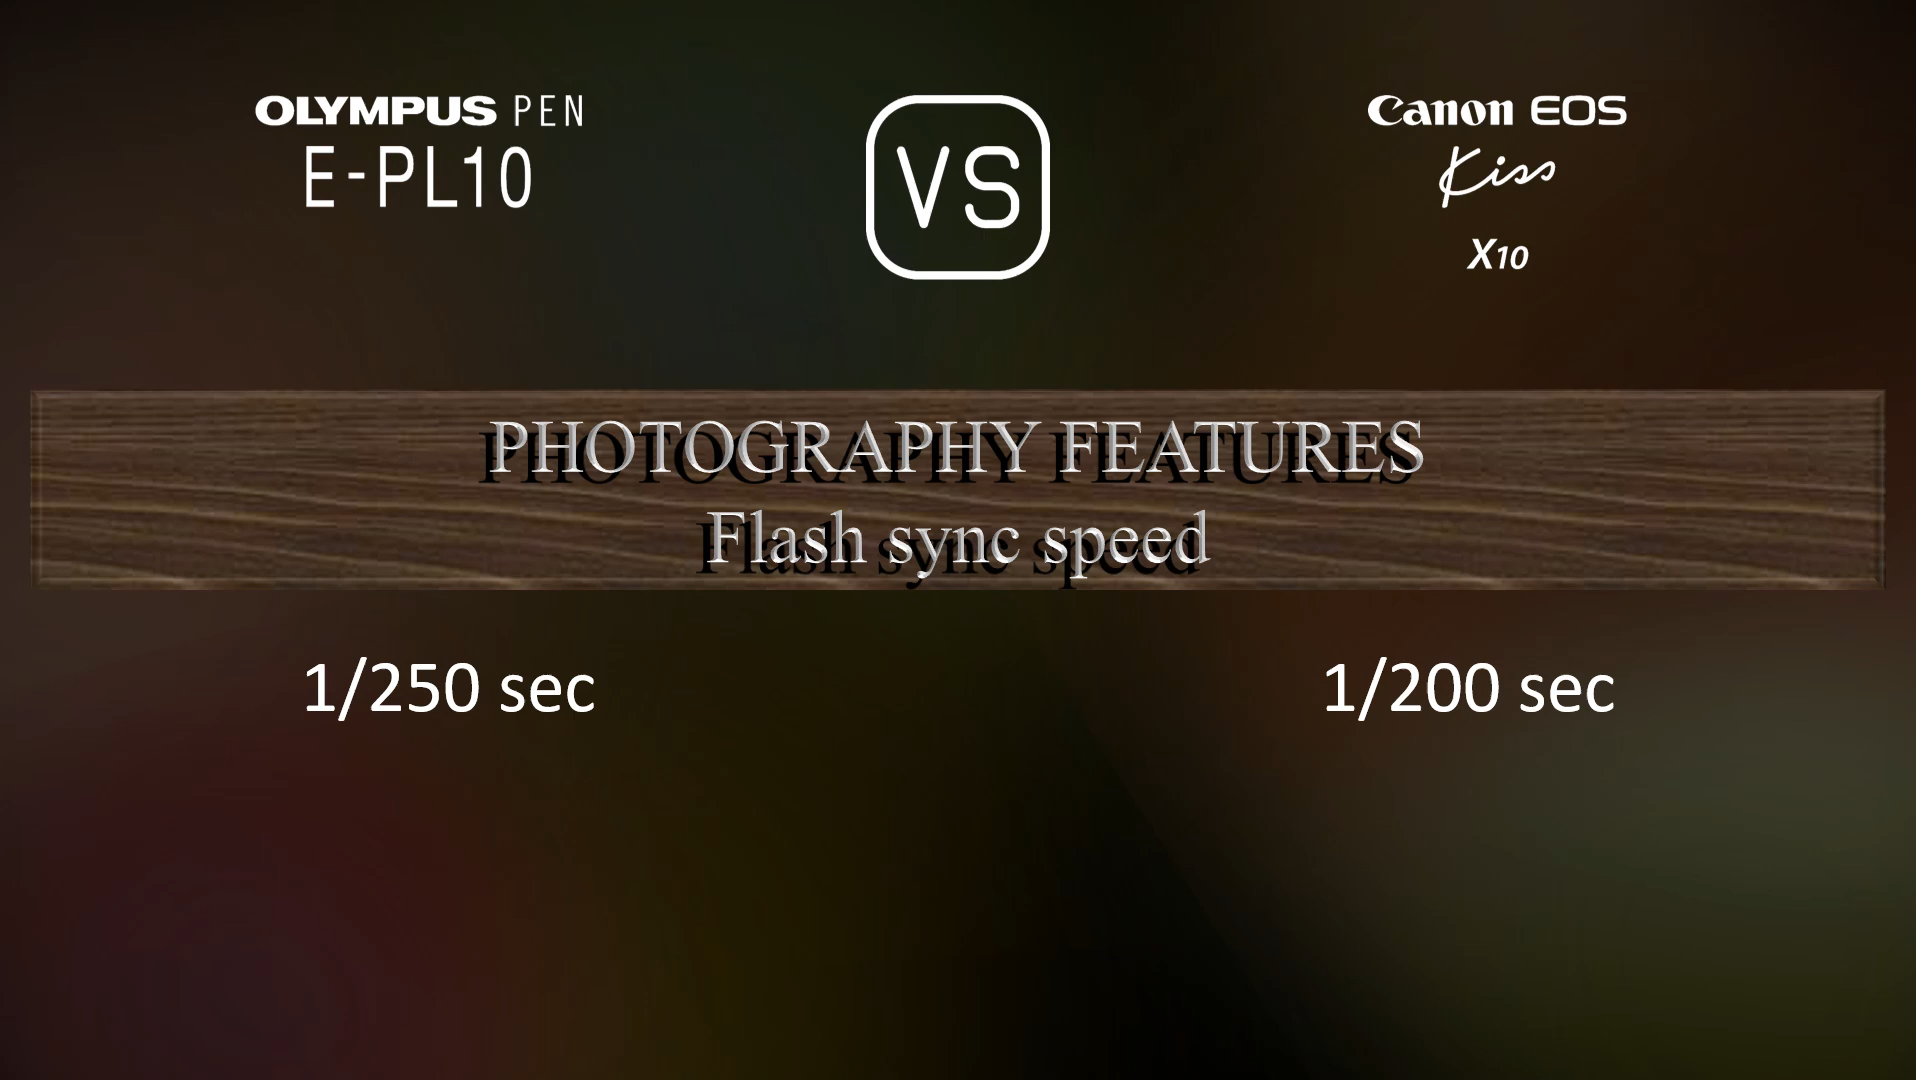 OLYMPUS PEN
E-PL10
VS
Canon EOS
Kiss
X10
PHOTOGRAPHY FEATURES
Flash sync speed
1/250 sec
1/200 sec